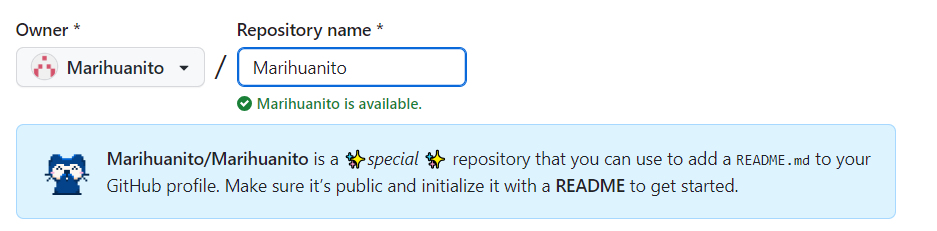 Owner * Repository name *
Marihuanito / Marihuanito
Marihuanito is available.
Marihuanito/Marihuanito is a ✨special ✨ repository that you can use to add a README.md to your
GitHub profile. Make sure it’s public and initialize it with a README to get started.